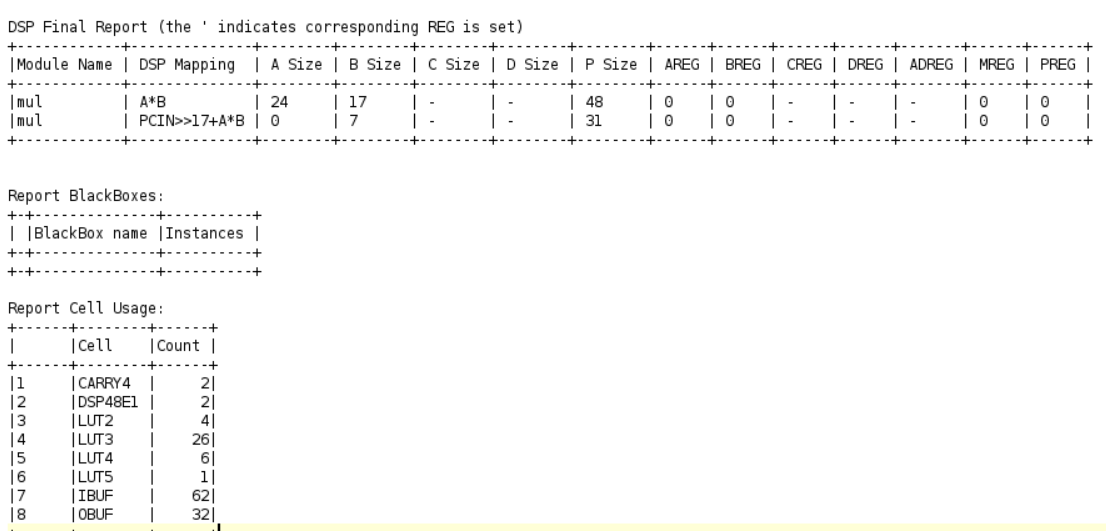 DSP Final Report (the ' indicates corresponding REG is set)
+------------+--------------+--------+--------+--------+--------+--------+------+------+------+------+-------+------+------+
|Module Name | DSP Mapping  | A Size | B Size | C Size | D Size | P Size | AREG | BREG | CREG | DREG | ADREG | MREG | PREG |
+------------+--------------+--------+--------+--------+--------+--------+------+------+------+------+-------+------+------+
|mul         | A*B          | 24     | 17     | -      | -      | 48     | 0    | 0    | -    | -    | -     | 0    | 0    |
|mul         | PCIN>>17+A*B | 0      | 7      | -      | -      | 31     | 0    | 0    | -    | -    | -     | 0    | 0    |
+------------+--------------+--------+--------+--------+--------+--------+------+------+------+------+-------+------+------+
Report BlackBoxes:
+-+--------------+----------+
| |BlackBox name |Instances |
+-+--------------+----------+
+-+--------------+----------+
Report Cell Usage:
+------+--------+------+
|      |Cell    |Count |
+------+--------+------+
|1     |CARRY4  |     2|
|2     |DSP48E1 |     2|
|3     |LUT2    |     4|
|4     |LUT3    |    26|
|5     |LUT4    |     6|
|6     |LUT5    |     1|
|7     |IBUF    |    62|
|8     |OBUF    |    32|
+------+--------+------+